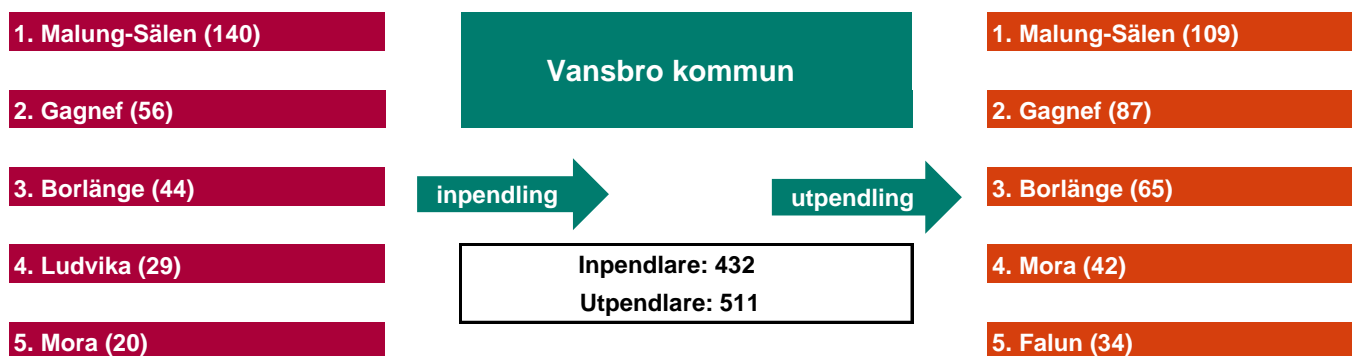 1. Malung-Sälen (140)
2. Gagnef (56)
3. Borlänge (44)
4. Ludvika (29)
5. Mora (20)
Vansbro kommun
inpendling
utpendling
Inpendlare: 432
Utpendlare: 511
1. Malung-Sälen (109)
2. Gagnef (87)
3. Borlänge (65)
4. Mora (42)
5. Falun (34)